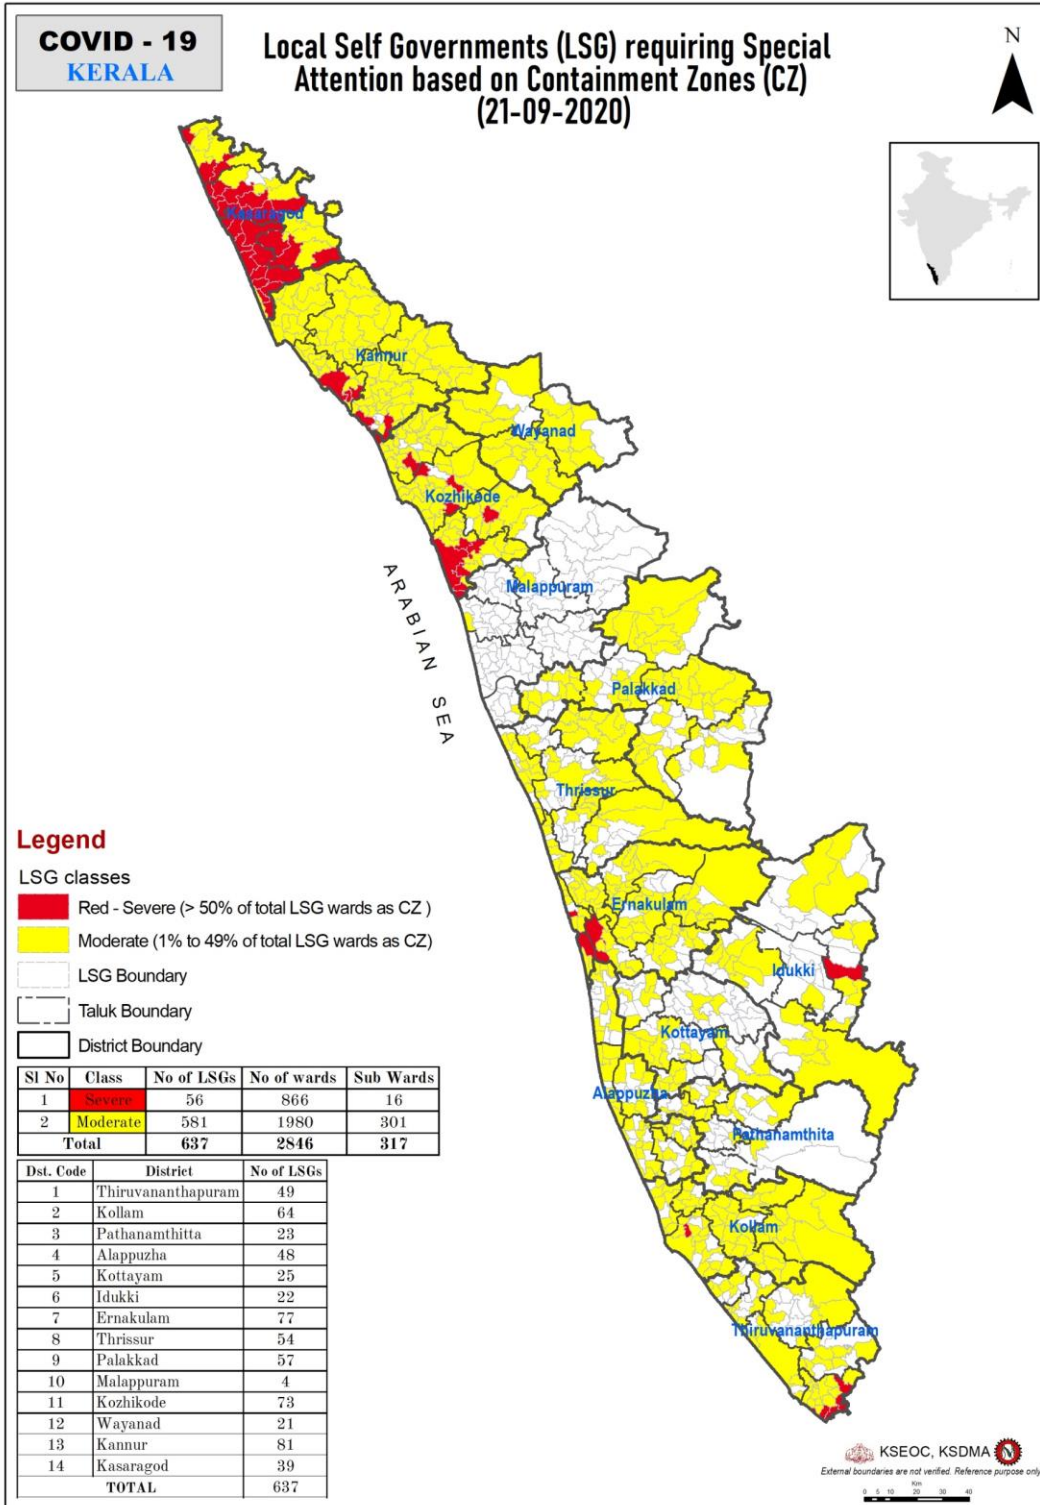 COVID - 19
KERALA
Local Self Governments (LSG) requiring Special
Attention based on Containment Zones (CZ)
(21-09-2020)
N
Kasaragod
Kannur
Wayanad
Kozhikode
Malappuram
ARABIAN SEA
Palakkad
Thrissur
Ernakulam
Idukki
Kottayam
Alappuzha
Pathanamthita
Kollam
Thiruvananthapuram
Legend
LSG classes
Red - Severe (> 50% of total LSG wards as CZ )
Moderate (1% to 49% of total LSG wards as CZ)
LSG Boundary
Taluk Boundary
District Boundary
Sl No Class No of LSGs No of wards Sub Wards
1 Severe 56 866 16
2 Moderate 581 1980 301
Total 637 2846 317
Dst. Code District No of LSGs
1 Thiruvananthapuram 49
2 Kollam 64
3 Pathanamthitta 23
4 Alappuzha 48
5 Kottayam 25
6 Idukki 22
7 Ernakulam 77
8 Thrissur 54
9 Palakkad 57
10 Malappuram 4
11 Kozhikode 73
12 Wayanad 21
13 Kannur 81
14 Kasaragod 39
TOTAL 637
KSEOC, KSDMA
External boundaries are not verified. Reference purpose only
Km
0 5 10 20 30 40